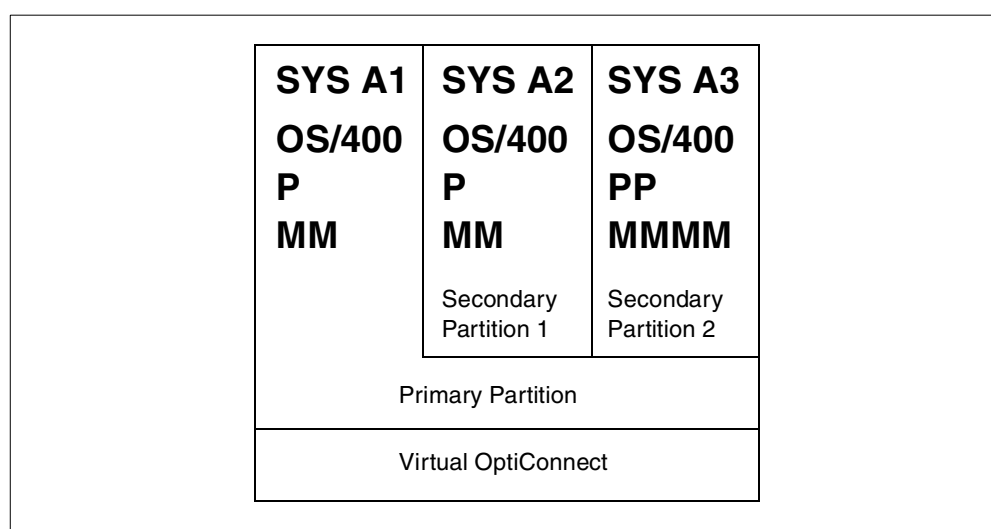 SYS A1
OS/400
P
MM
SYS A2
OS/400
P
MM
Secondary
Partition 1
SYS A3
OS/400
PP
MMMM
Secondary
Partition 2
Primary Partition
Virtual OptiConnect